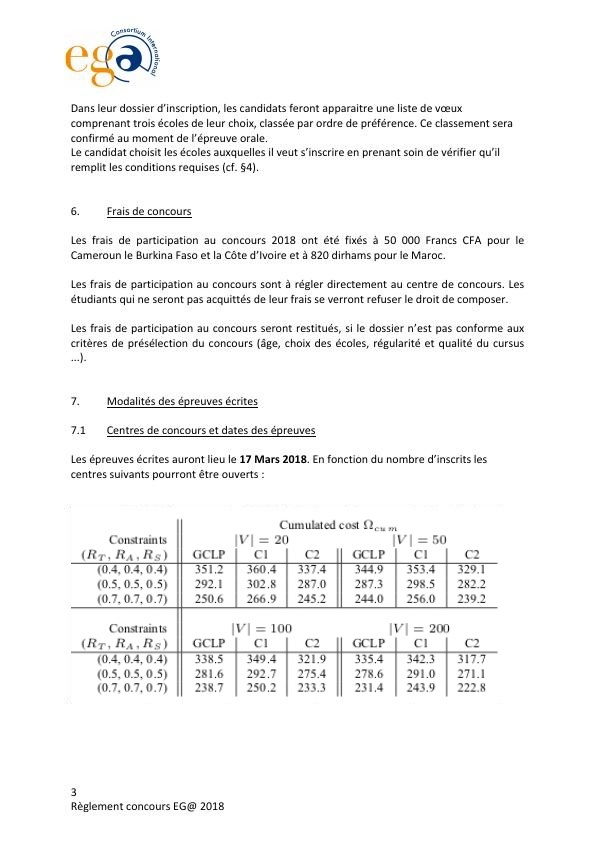 Consortium International
ega
Dans leur dossier d’inscription, les candidats feront apparaitre une liste de vœux
comprenant trois écoles de leur choix, classée par ordre de préférence. Ce classement sera
confirmé au moment de l’épreuve orale.
Le candidat choisit les écoles auxquelles il veut s’inscrire en prenant soin de vérifier qu’il
remplit les conditions requises (cf. §4).
6. Frais de concours
Les frais de participation au concours 2018 ont été fixés à 50 000 Francs CFA pour le
Cameroun le Burkina Faso et la Côte d’Ivoire et à 820 dirhams pour le Maroc.
Les frais de participation au concours sont à régler directement au centre de concours. Les
étudiants qui ne seront pas acquittés de leur frais se verront refuser le droit de composer.
Les frais de participation au concours seront restitués, si le dossier n’est pas conforme aux
critères de présélection du concours (âge, choix des écoles, régularité et qualité du cursus
...).
7. Modalités des épreuves écrites
7.1 Centres de concours et dates des épreuves
Les épreuves écrites auront lieu le 17 Mars 2018. En fonction du nombre d’inscrits les
centres suivants pourront être ouverts :
Cumulated cost Ω_cum
Constraints |V| = 20 |V| = 50
(R_T, R_A, R_S) GCLP C1 C2 GCLP C1 C2
(0.4, 0.4, 0.4) 351.2 360.4 337.4 344.9 353.4 329.1
(0.5, 0.5, 0.5) 292.1 302.8 287.0 287.3 298.5 282.2
(0.7, 0.7, 0.7) 250.6 266.9 245.2 244.0 256.0 239.2
Constraints |V| = 100 |V| = 200
(R_T, R_A, R_S) GCLP C1 C2 GCLP C1 C2
(0.4, 0.4, 0.4) 338.5 349.4 321.9 335.4 342.3 317.7
(0.5, 0.5, 0.5) 281.6 292.7 275.4 278.6 291.0 271.1
(0.7, 0.7, 0.7) 238.7 250.2 233.3 231.4 243.9 222.8
3
Règlement concours EG@ 2018